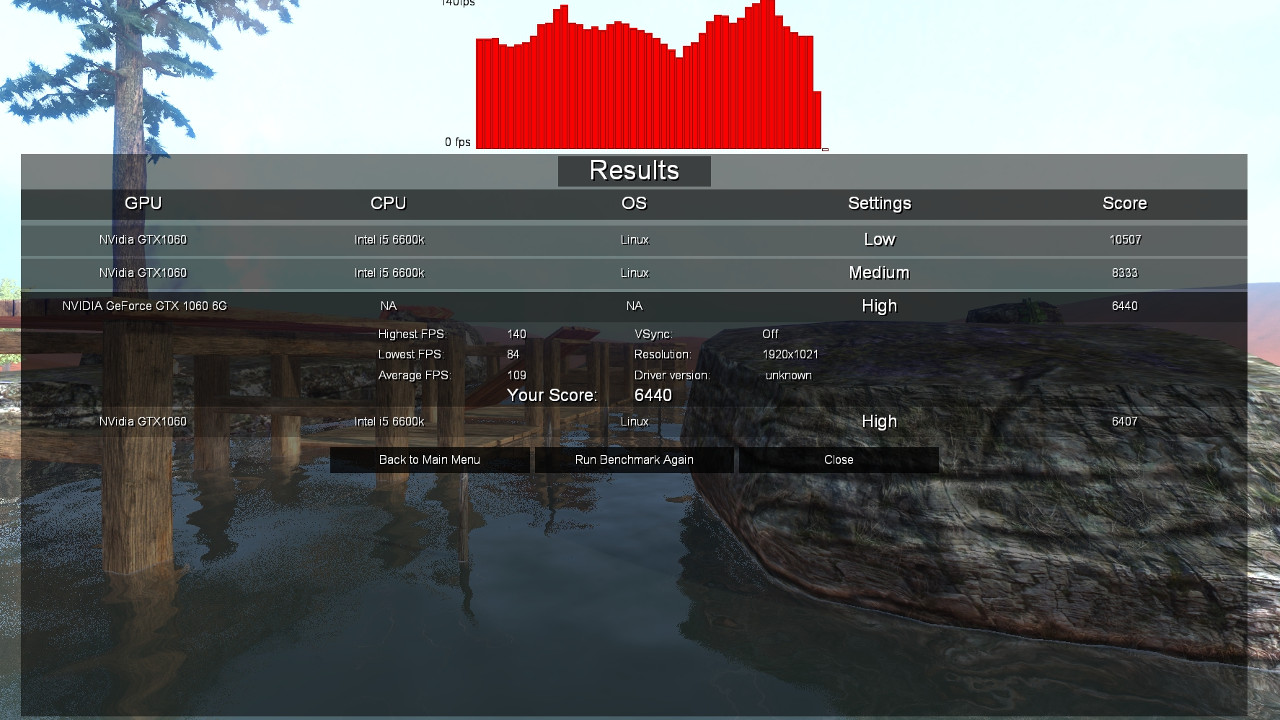 140fps
0 fps
Results
GPU CPU OS Settings Score
NVidia GTX1060 Intel i5 6600k Linux Low 10507
NVidia GTX1060 Intel i5 6600k Linux Medium 8333
NVIDIA GeForce GTX 1060 6G NA NA High 6440
Highest FPS: 140 VSync: Off
Lowest FPS: 84 Resolution: 1920x1021
Average FPS: 109 Driver version: unknown
Your Score: 6440
NVidia GTX1060 Intel i5 6600k Linux High 6407
Back to Main Menu Run Benchmark Again Close